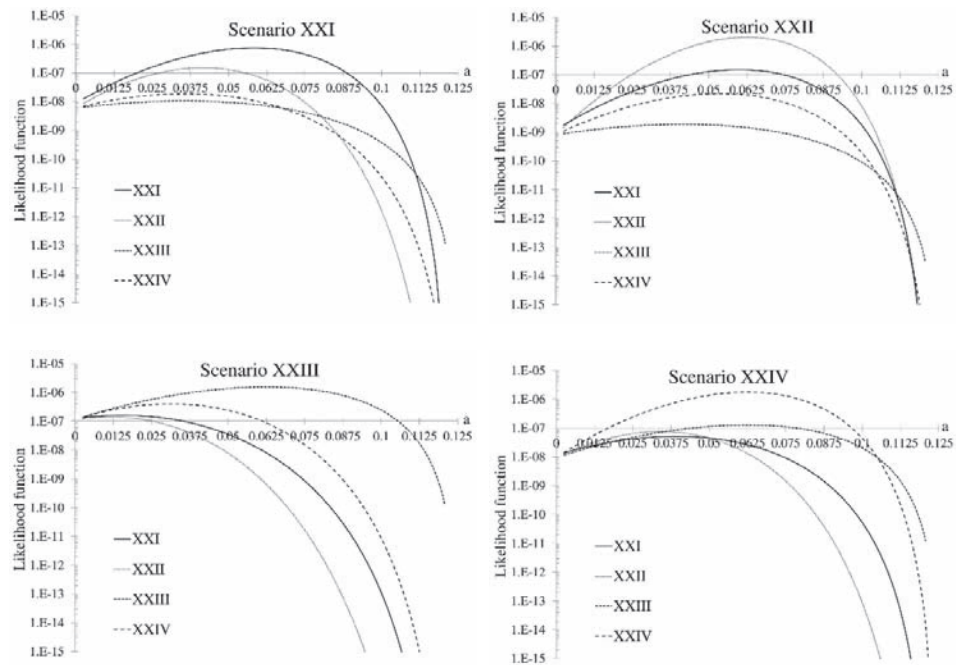 Scenario XXI
1.E-05
1.E-06
1.E-07
1.E-08
1.E-09
1.E-10
1.E-11
1.E-12
1.E-13
1.E-14
1.E-15
Likelihood function
0 0.0125 0.025 0.0375 0.05 0.0625 0.075 0.0875 0.1 0.1125 0.125
a
XXI
XXII
XXIII
XXIV
Scenario XXII
1.E-05
1.E-06
1.E-07
1.E-08
1.E-09
1.E-10
1.E-11
1.E-12
1.E-13
1.E-14
1.E-15
Likelihood function
0 0.0125 0.025 0.0375 0.05 0.0625 0.075 0.0875 0.1 0.1125 0.125
a
XXI
XXII
XXIII
XXIV
Scenario XXIII
1.E-05
1.E-06
1.E-07
1.E-08
1.E-09
1.E-10
1.E-11
1.E-12
1.E-13
1.E-14
1.E-15
Likelihood function
0 0.0125 0.025 0.0375 0.05 0.0625 0.075 0.0875 0.1 0.1125 0.125
a
XXI
XXII
XXIII
XXIV
Scenario XXIV
1.E-05
1.E-06
1.E-07
1.E-08
1.E-09
1.E-10
1.E-11
1.E-12
1.E-13
1.E-14
1.E-15
Likelihood function
0 0.0125 0.025 0.0375 0.05 0.0625 0.075 0.0875 0.1 0.1125 0.125
a
XXI
XXII
XXIII
XXIV